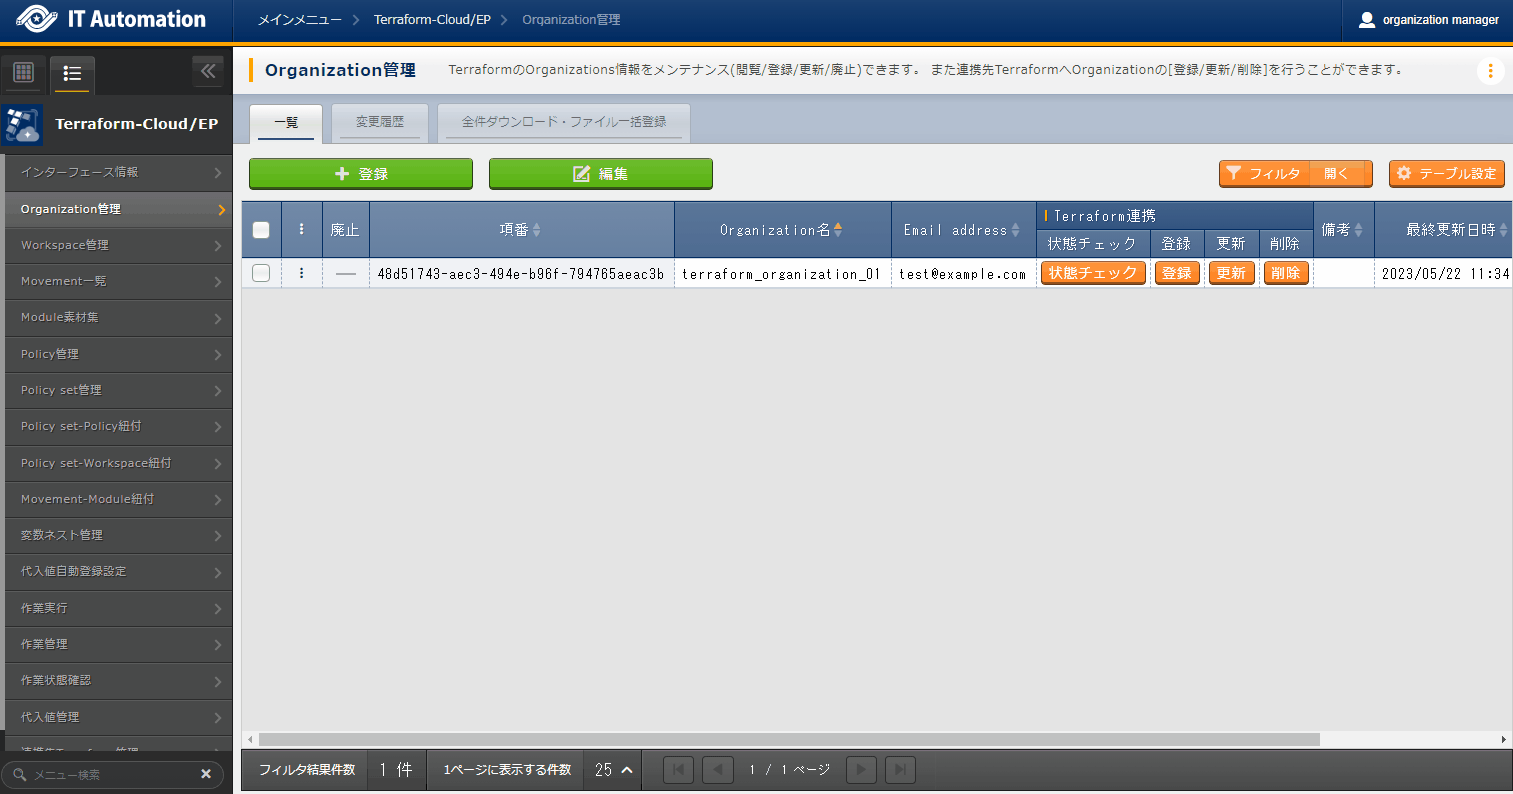 IT Automation
メインメニュー
Terraform-Cloud/EP
Organization管理
organization manager
Organization管理
TerraformのOrganizations情報をメンテナンス(閲覧/登録/更新/廃止)できます。 また連携先TerraformへOrganizationの[登録/更新/削除]を行うことができます。
Terraform-Cloud/EP
インターフェース情報
Organization管理
Workspace管理
Movement一覧
Module素材集
Policy管理
Policy set管理
Policy set-Policy紐付
Policy set-Workspace紐付
Movement-Module紐付
変数ネスト管理
代入値自動登録設定
作業実行
作業管理
作業状態確認
代入値管理
メニュー検索
一覧
変更履歴
全件ダウンロード・ファイル一括登録
登録
編集
フィルタ 開く
テーブル設定
廃止
項番
Organization名
Email address
Terraform連携
状態チェック
登録
更新
削除
備考
最終更新日時
48d51743-aec3-494e-b96f-794765aeac3b
terraform_organization_01
test@example.com
状態チェック
登録
更新
削除
2023/05/22 11:34
フィルタ結果件数
1 件
1ページに表示する件数
25
1 / 1 ページ